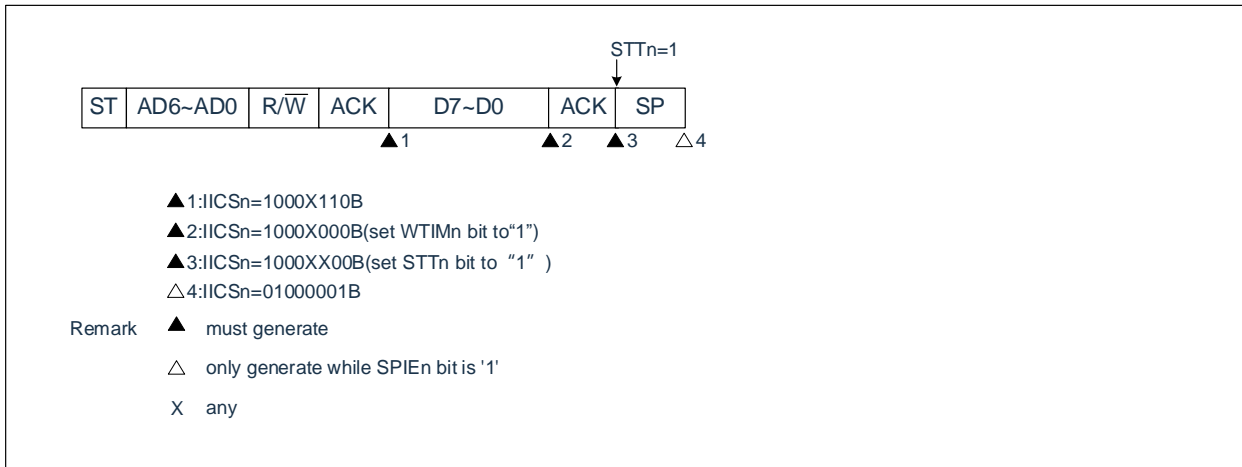 STTn=1
ST AD6~AD0 R/W ACK D7~D0 ACK SP
▲1 ▲2 ▲3 △4
▲1:IICSn=1000X110B
▲2:IICSn=1000X000B(set WTIMn bit to“1”)
▲3:IICSn=1000XX00B(set STTn bit to “1” )
△4:IICSn=01000001B
Remark ▲ must generate
△ only generate while SPIEn bit is '1'
X any